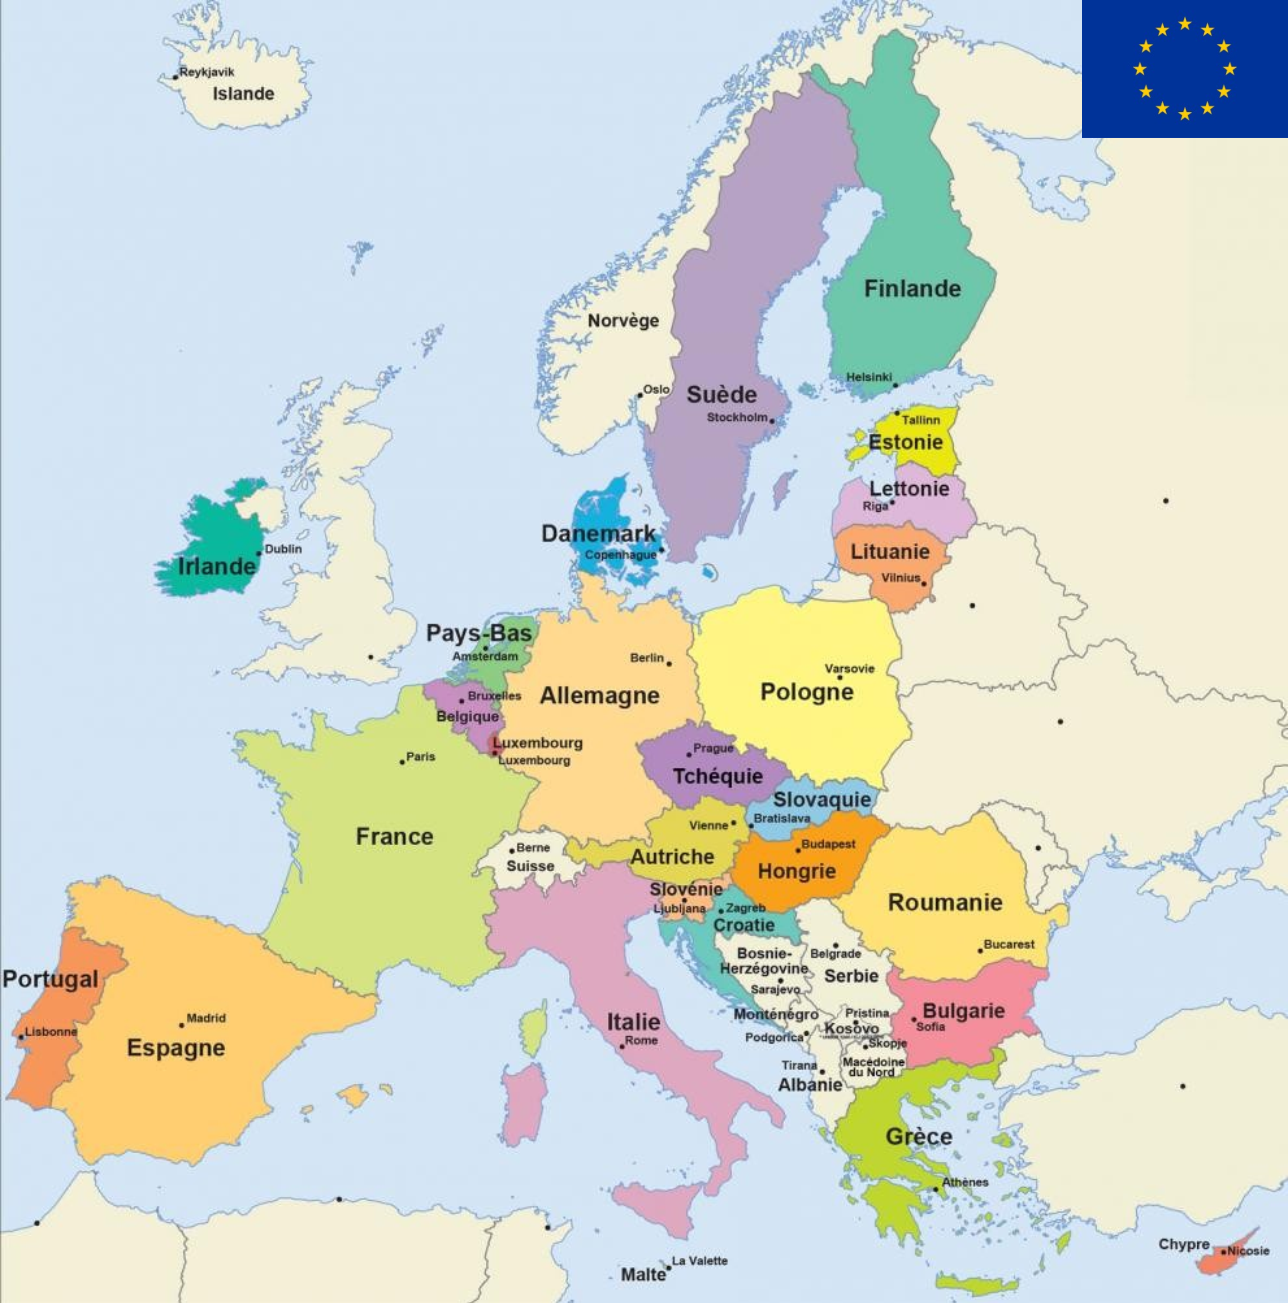 Reykjavik
Islande
Finlande
Norvège
Helsinki
Oslo
Suède
Stockholm
Tallinn
Estonie
Lettonie
Riga
Danemark
Copenhague
Lituanie
Vilnius
Dublin
Irlande
Pays-Bas
Amsterdam
Berlin
Varsovie
Allemagne
Pologne
Bruxelles
Belgique
Luxembourg
Luxembourg
Paris
Prague
Tchéquie
Slovaquie
Bratislava
Vienne
France
Berne
Suisse
Autriche
Budapest
Hongrie
Slovénie
Ljubljana
Zagreb
Croatie
Roumanie
Bucarest
Bosnie-
Herzégovine
Sarajevo
Belgrade
Serbie
Portugal
Lisbonne
Madrid
Espagne
Italie
Rome
Monténégro
Podgorica
Pristina
Kosovo
Bulgarie
Sofia
Skopje
Macédoine
du Nord
Tirana
Albanie
Grèce
Athènes
Chypre
Nicosie
La Valette
Malte